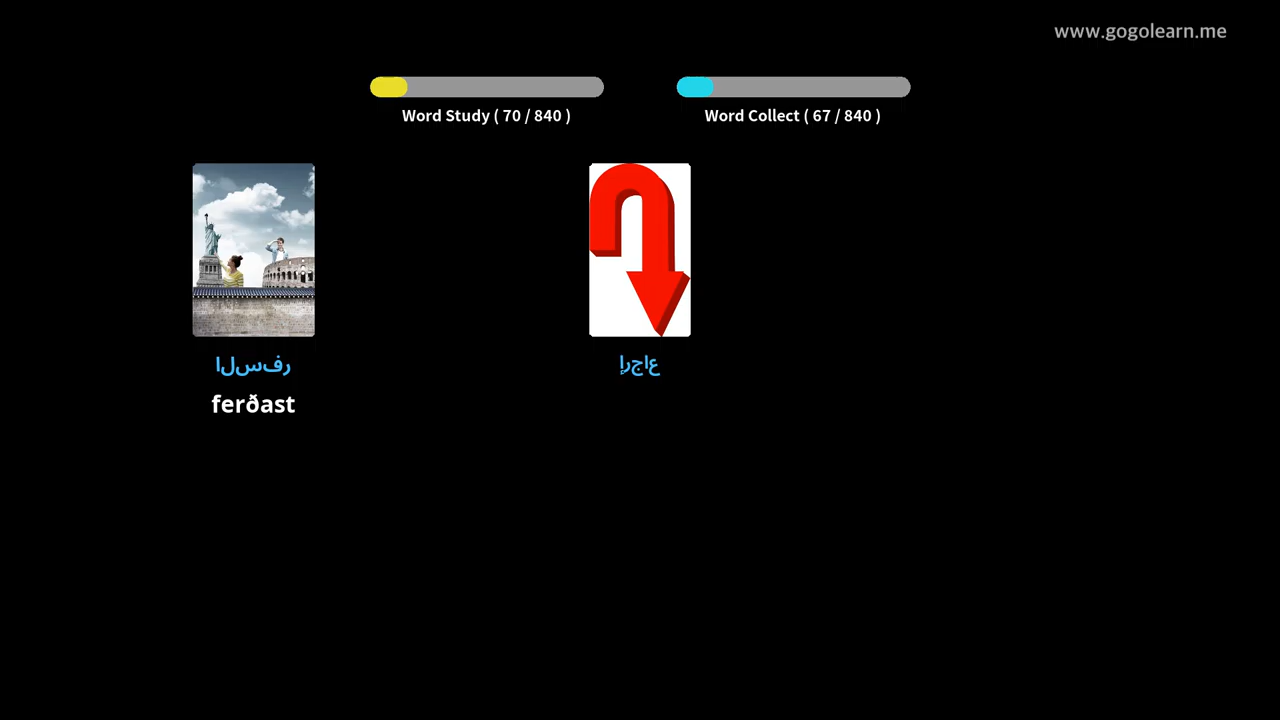 www.gogolearn.me
Word Study ( 70 / 840 )
Word Collect ( 67 / 840 )
السفر
ferðast
إرجاع